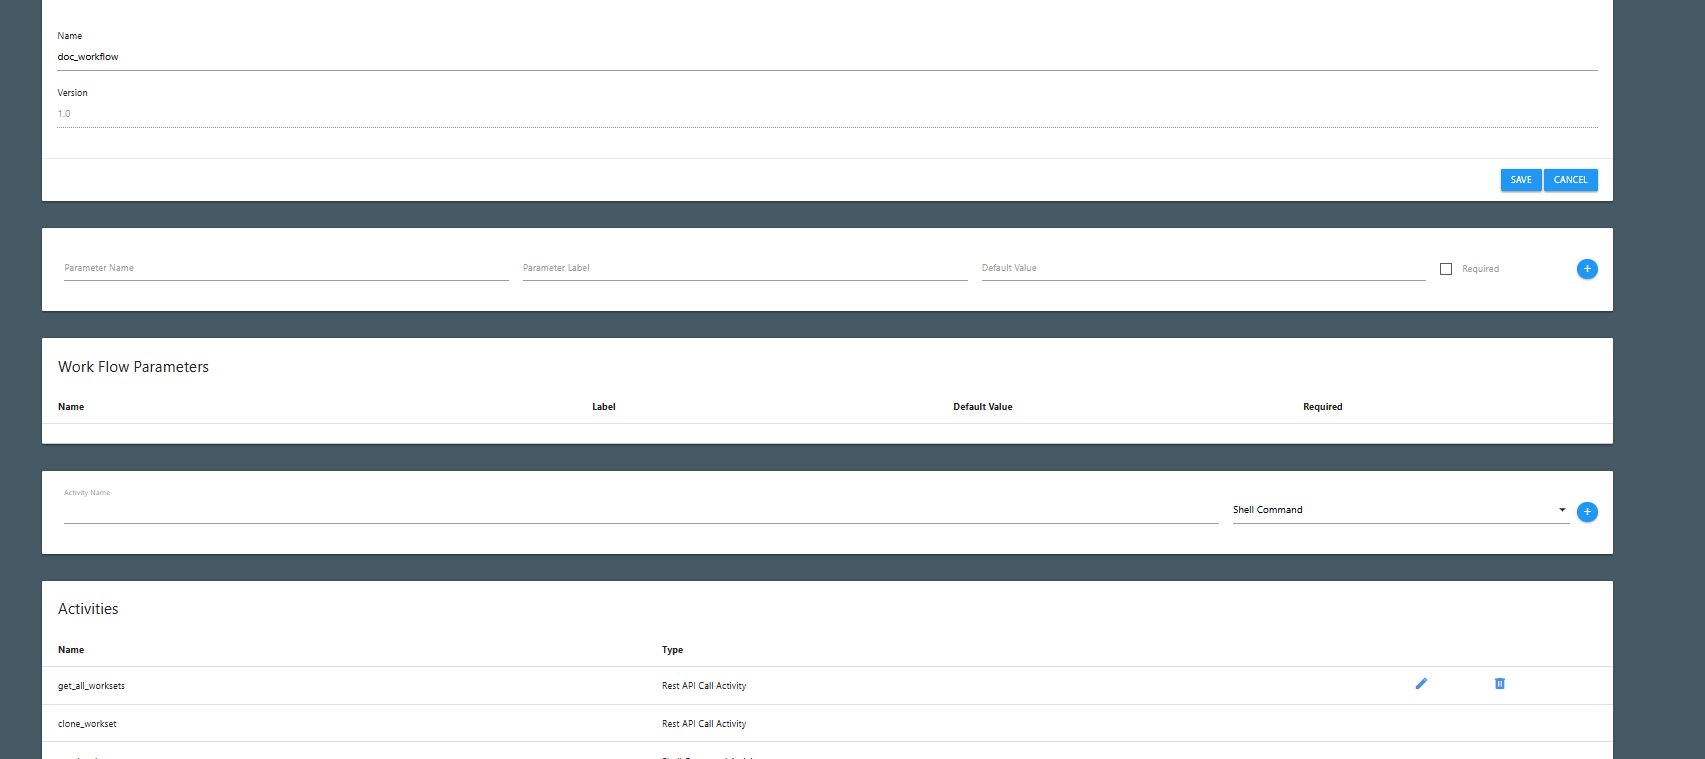 Name
doc_workflow
Version
1.0
SAVE CANCEL
Parameter Name Parameter Label Default Value Required +
Work Flow Parameters
Name Label Default Value Required
Activity Name
Shell Command +
Activities
Name Type
get_all_worksets Rest API Call Activity
clone_workset Rest API Call Activity